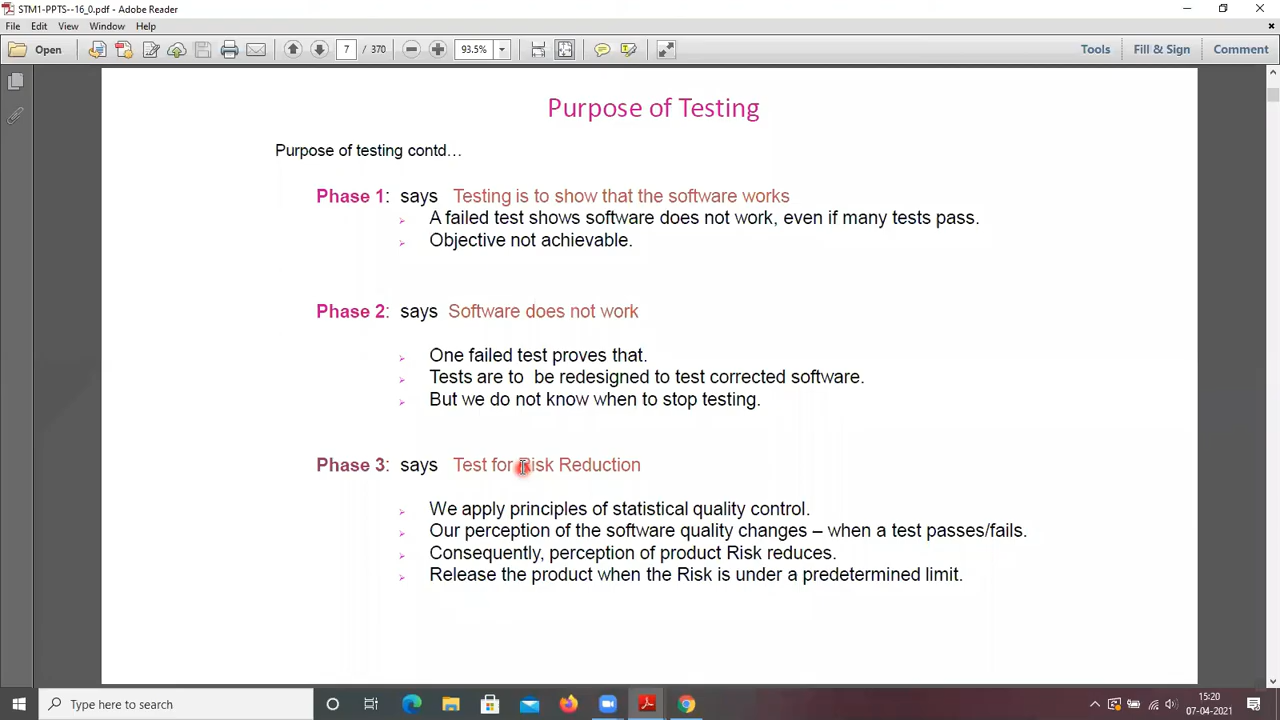 STM1-PPTS--16_0.pdf - Adobe Reader
File Edit View Window Help
Open 7 / 370 93.5% Tools Fill & Sign Comment
Purpose of Testing
Purpose of testing contd…
Phase 1: says Testing is to show that the software works
A failed test shows software does not work, even if many tests pass.
Objective not achievable.
Phase 2: says Software does not work
One failed test proves that.
Tests are to be redesigned to test corrected software.
But we do not know when to stop testing.
Phase 3: says Test for Risk Reduction
We apply principles of statistical quality control.
Our perception of the software quality changes – when a test passes/fails.
Consequently, perception of product Risk reduces.
Release the product when the Risk is under a predetermined limit.
Type here to search
15:20
07-04-2021